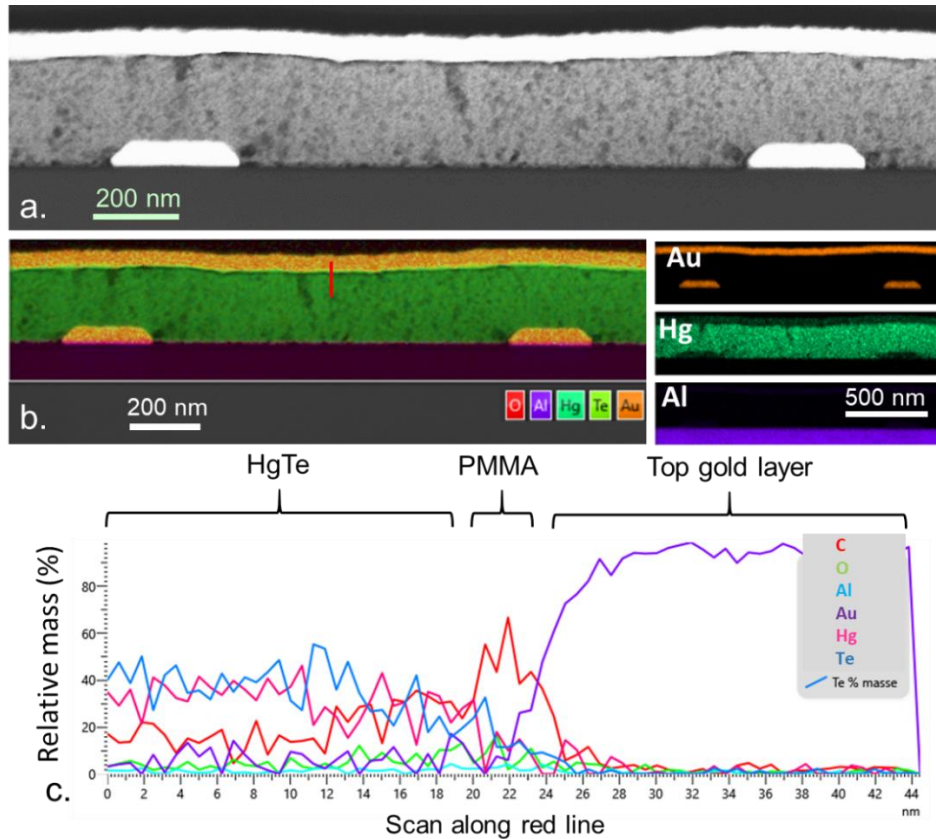 200 nm
a.
Au
Hg
200 nm
b.
O Al Hg Te Au
Al
500 nm
HgTe PMMA Top gold layer
Relative mass (%)
80
60
40
20
0
C
O
Al
Au
Hg
Te
Te % masse
c.
0 2 4 6 8 10 12 14 16 18 20 22 24 26 28 30 32 34 36 38 40 42 44
nm
Scan along red line